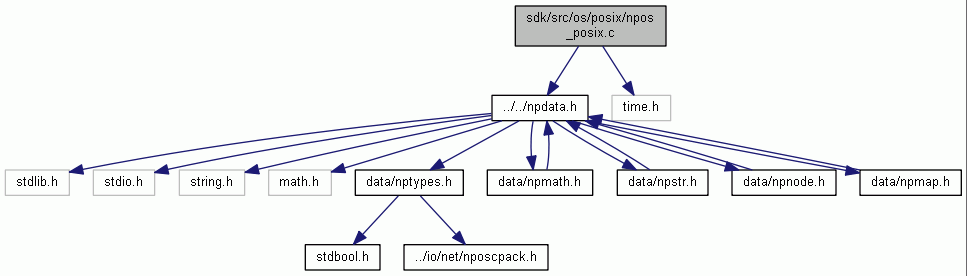 sdk/src/os/posix/npos
_posix.c
../../npdata.h
time.h
stdlib.h
stdio.h
string.h
math.h
data/nptypes.h
data/npmath.h
data/npstr.h
data/npnode.h
data/npmap.h
stdbool.h
../io/net/nposcpack.h